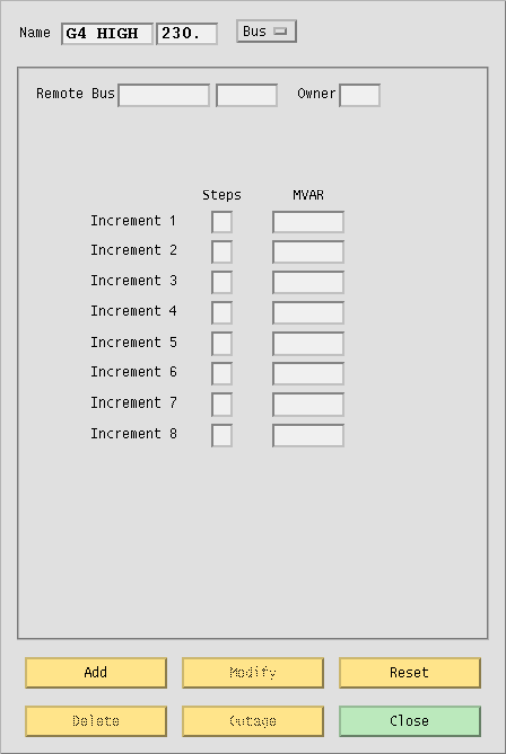 Name G4 HIGH 230. Bus
Remote Bus Owner
Steps MVAR
Increment 1
Increment 2
Increment 3
Increment 4
Increment 5
Increment 6
Increment 7
Increment 8
Add Modify Reset
Delete Outage Close